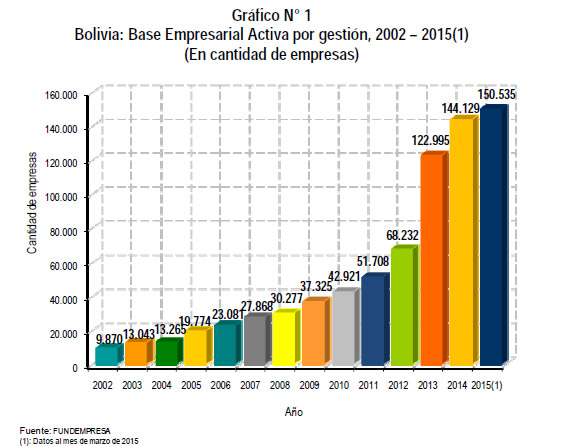 Gráfico N° 1
Bolivia: Base Empresarial Activa por gestión, 2002 – 2015(1)
(En cantidad de empresas)
Cantidad de empresas
160.000
140.000
120.000
100.000
80.000
60.000
40.000
20.000
0
9.870
13.043
13.265
19.774
23.081
27.868
30.277
37.325
42.921
51.708
68.232
122.995
144.129
150.535
2002 2003 2004 2005 2006 2007 2008 2009 2010 2011 2012 2013 2014 2015(1)
Año
Fuente: FUNDEMPRESA
(1): Datos al mes de marzo de 2015